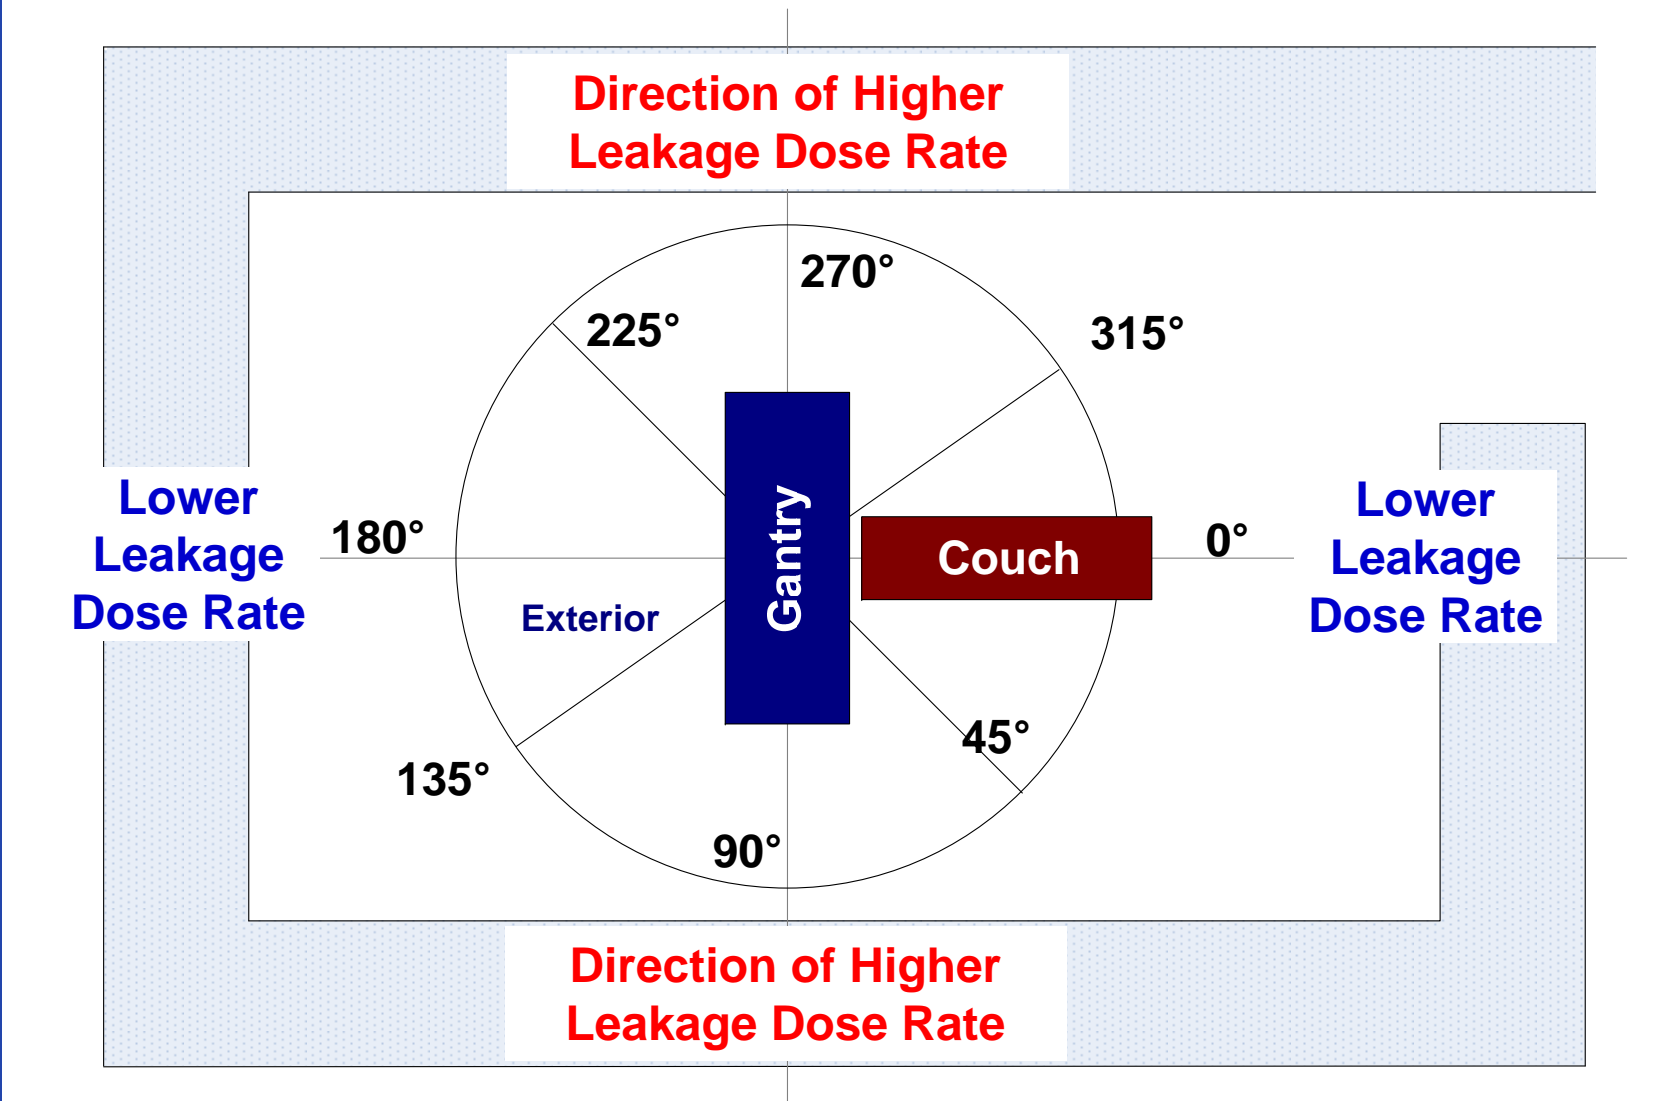 Direction of Higher
Leakage Dose Rate
270°
225°
315°
Gantry
Lower
Leakage
Dose Rate
180°
Couch
0°
Lower
Leakage
Dose Rate
Exterior
45°
135°
90°
Direction of Higher
Leakage Dose Rate